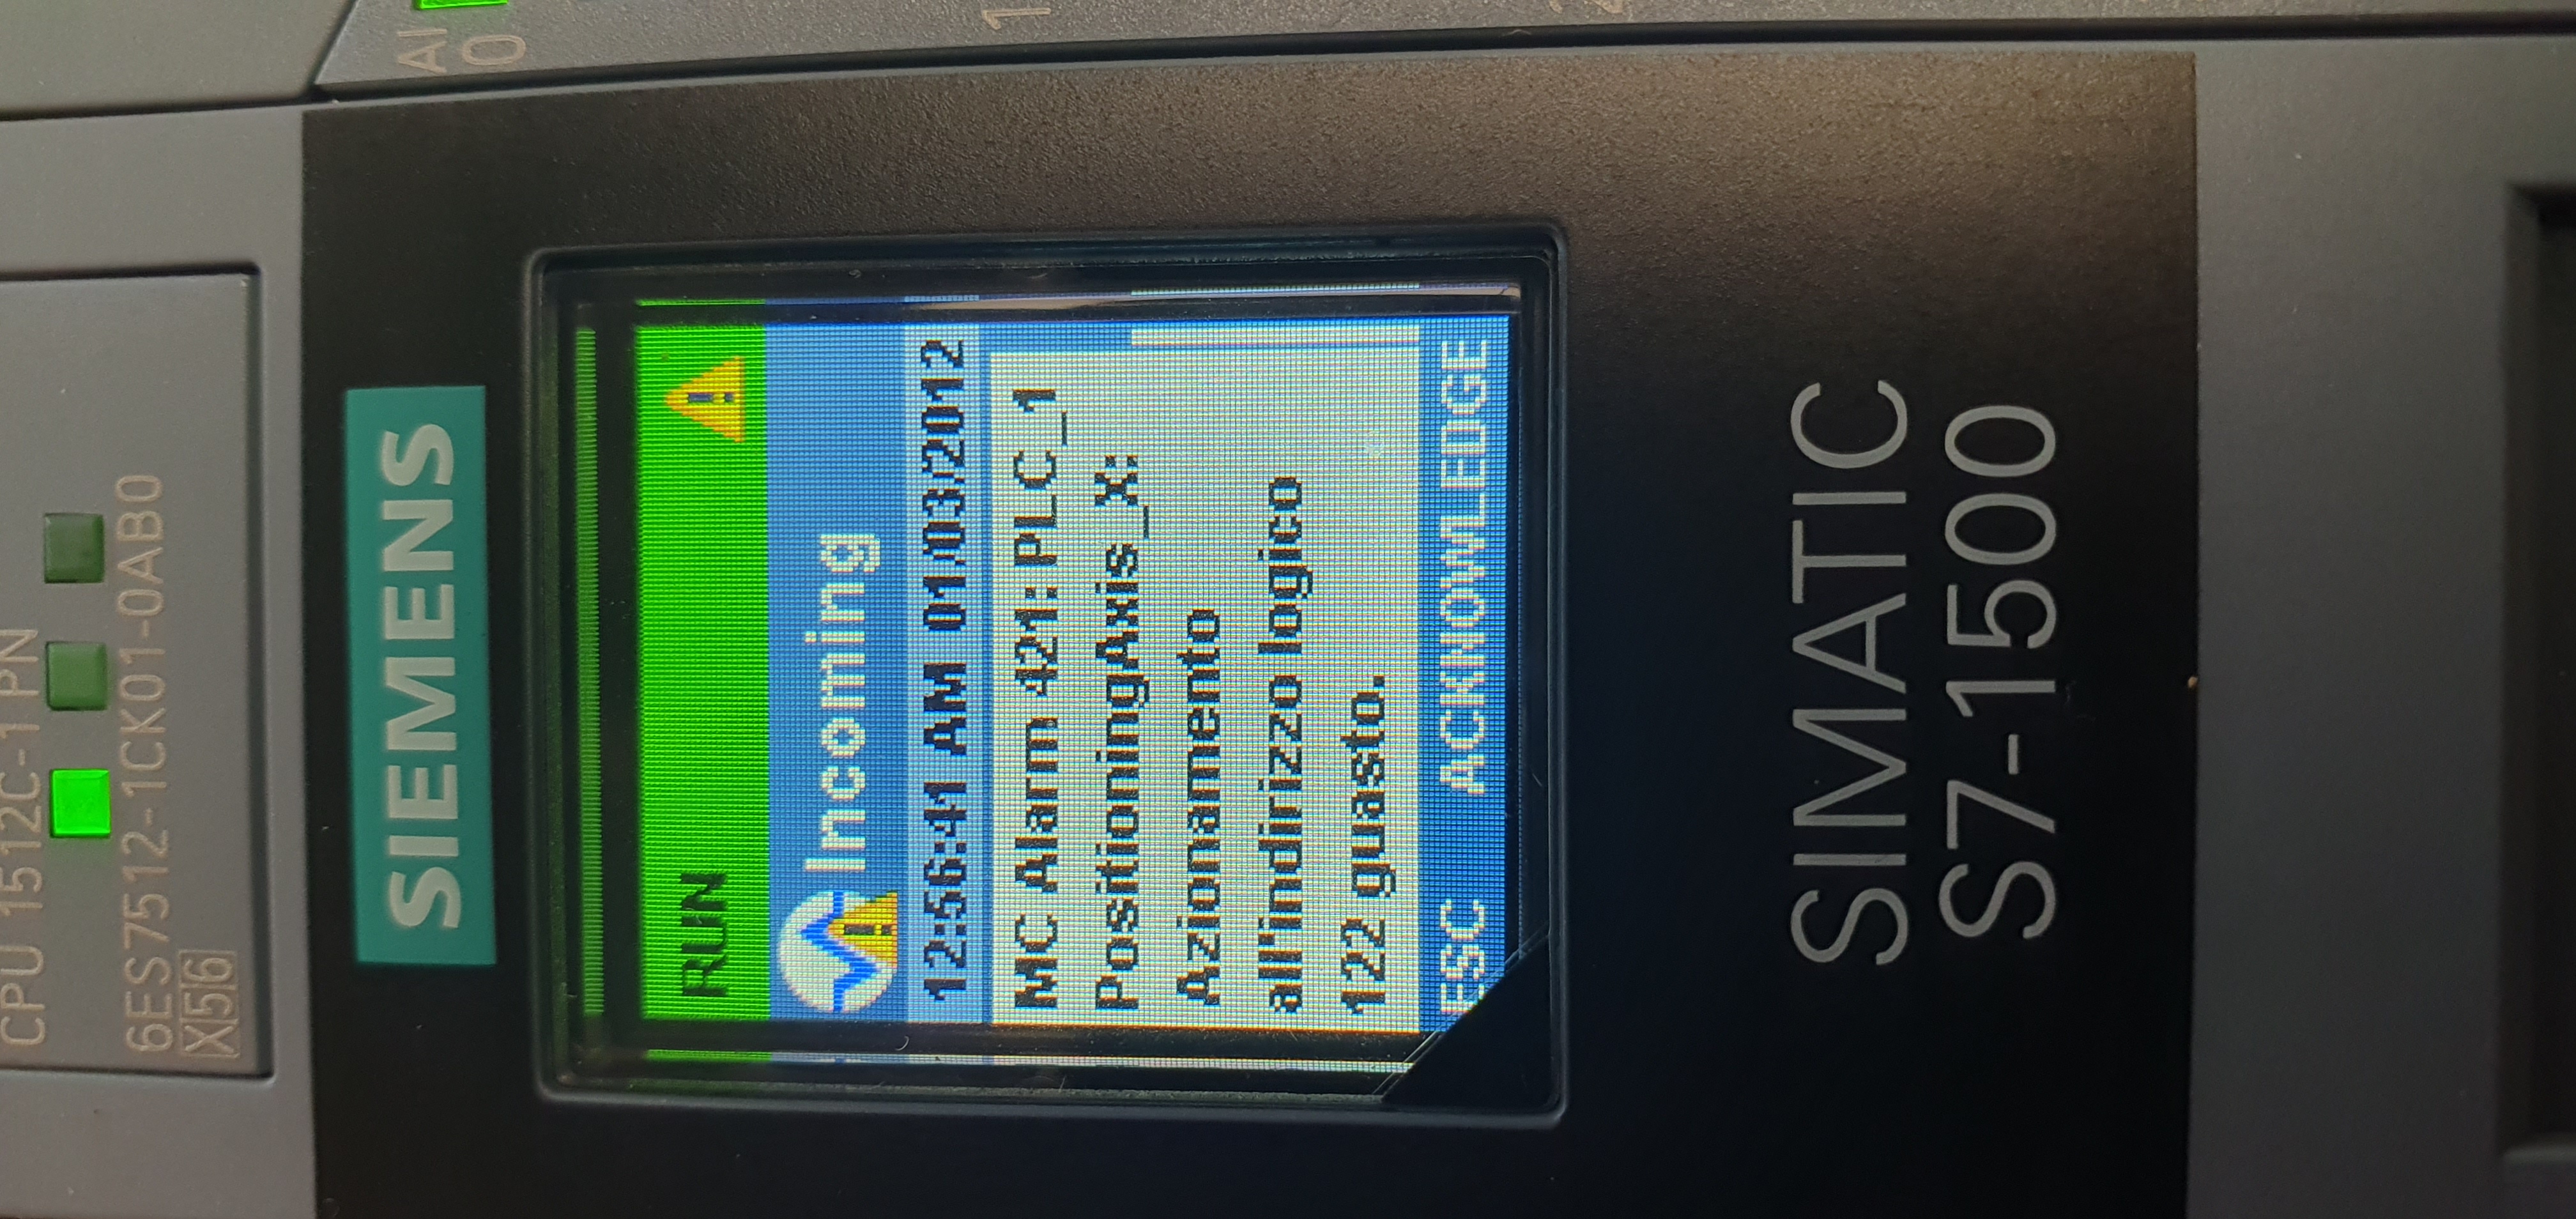 CPU 1512C-1 PN
6ES7512-1CK01-0AB0
X56
SIEMENS
AI
0
RUN
Incoming
12:56:41 AM 01/03/2012
MC Alarm 421: PLC_1
PositioningAxis_X:
Azionamento
all'indirizzo logico
122 guasto.
ESC ACKNOWLEDGE
1
SIMATIC
S7-1500